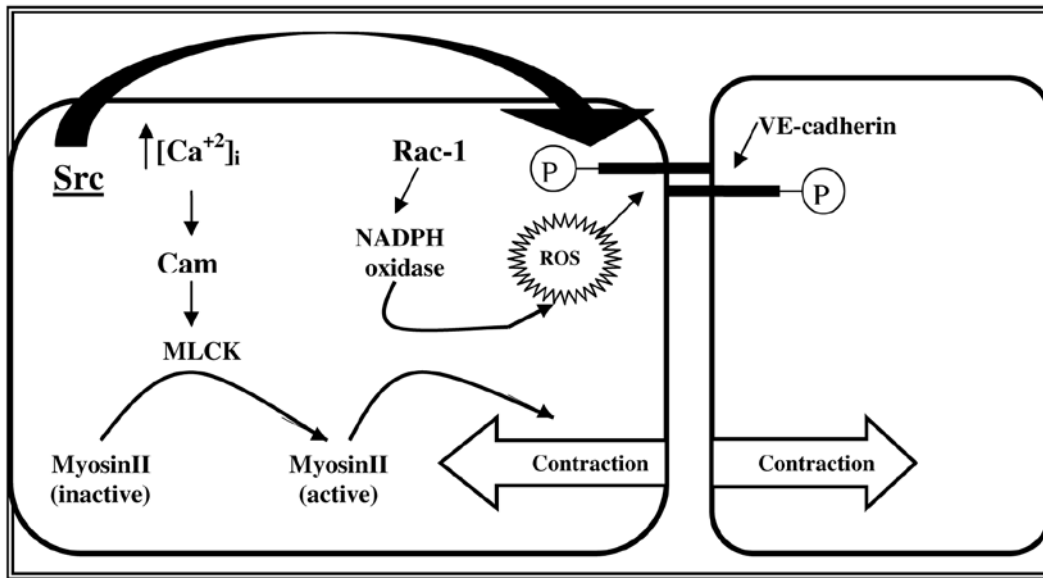 Src
[Ca⁺²]ᵢ
Cam
MLCK
MyosinII
(inactive)
MyosinII
(active)
Rac-1
NADPH
oxidase
ROS
P
VE-cadherin
P
Contraction
Contraction